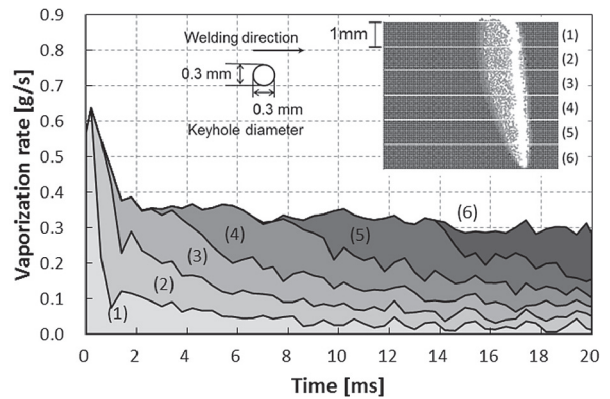 Vaporization rate [g/s]
0.9
0.8
0.7
0.6
0.5
0.4
0.3
0.2
0.1
0.0
Welding direction
0.3 mm
0.3 mm
Keyhole diameter
1mm
(1)
(2)
(3)
(4)
(5)
(6)
(1)
(2)
(3)
(4)
(5)
(6)
0 2 4 6 8 10 12 14 16 18 20
Time [ms]